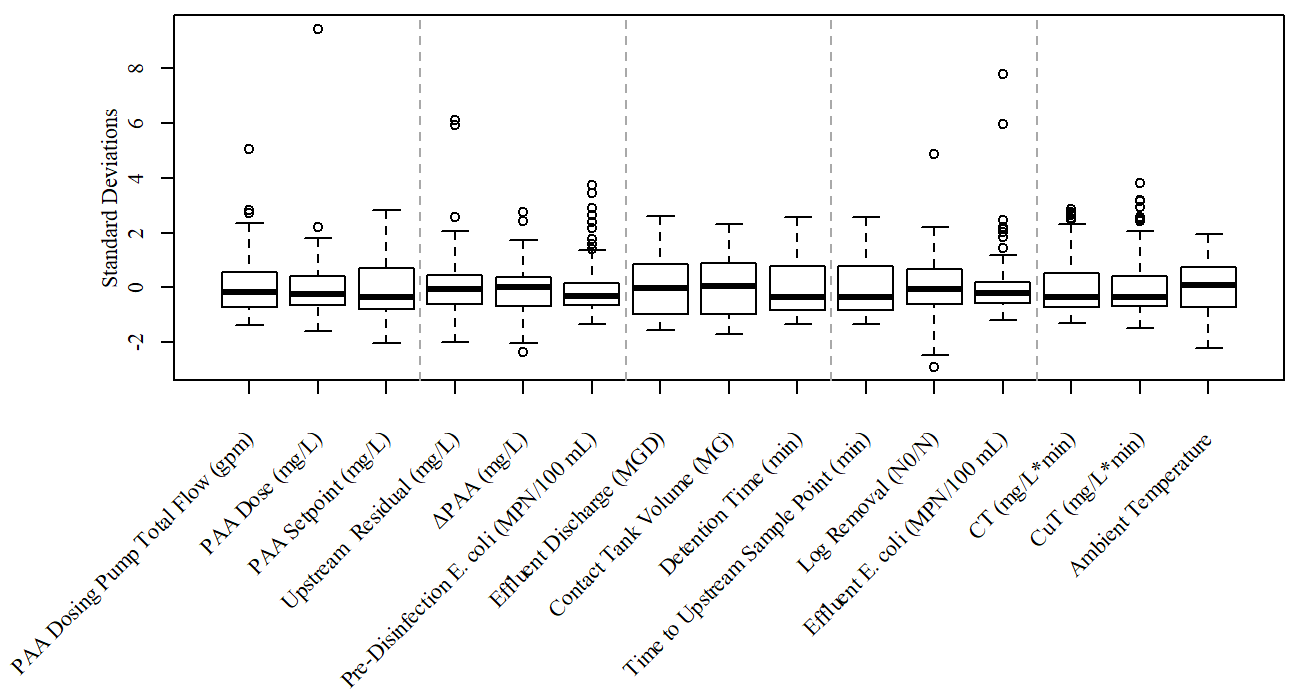 Standard Deviations
8
6
4
2
0
-2
PAA Dosing Pump Total Flow (gpm)
PAA Dose (mg/L)
PAA Setpoint (mg/L)
Upstream Residual (mg/L)
ΔPAA (mg/L)
Pre-Disinfection E. coli (MPN/100 mL)
Effluent Discharge (MGD)
Contact Tank Volume (MG)
Detention Time (min)
Time to Upstream Sample Point (min)
Log Removal (N0/N)
Effluent E. coli (MPN/100 mL)
CT (mg/L*min)
CuT (mg/L*min)
Ambient Temperature